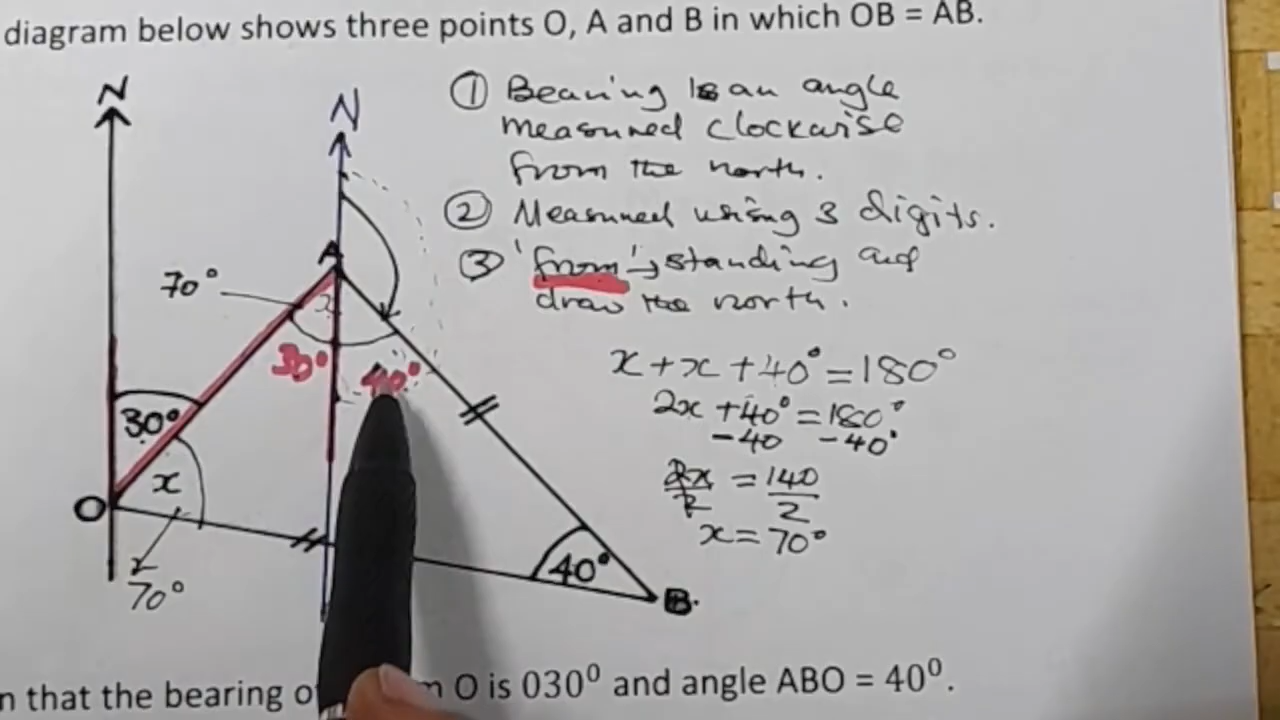 diagram below shows three points O, A and B in which OB = AB.
N
N
① Bearing is an angle
measured clockwise
from the north.
② Measured using 3 digits.
③ 'from' → standing and
draw the north.
A
70°
x
30°
40°
x + x + 40° = 180°
2x + 40° = 180°
-40 -40°
2x/2 = 140/2
x = 70°
30°
x
O
70°
40°
B.
n that the bearing o m O is 030⁰ and angle ABO = 40⁰.